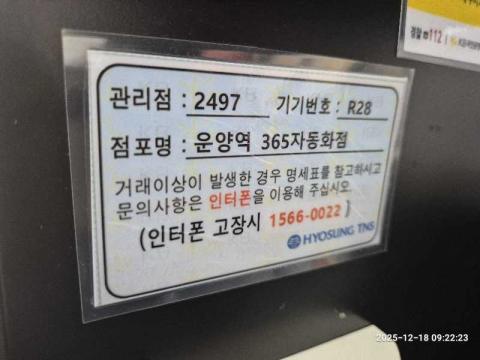 관리점 : 2497 기기번호 : R28
점포명 : 운양역 365자동화점
거래이상이 발생한 경우 명세표를 참고하시고
문의사항은 인터폰을 이용해 주십시오.
(인터폰 고장시 1566-0022 )
HYOSUNG TNS
경찰 ☎112
2025-12-18 09:22:23